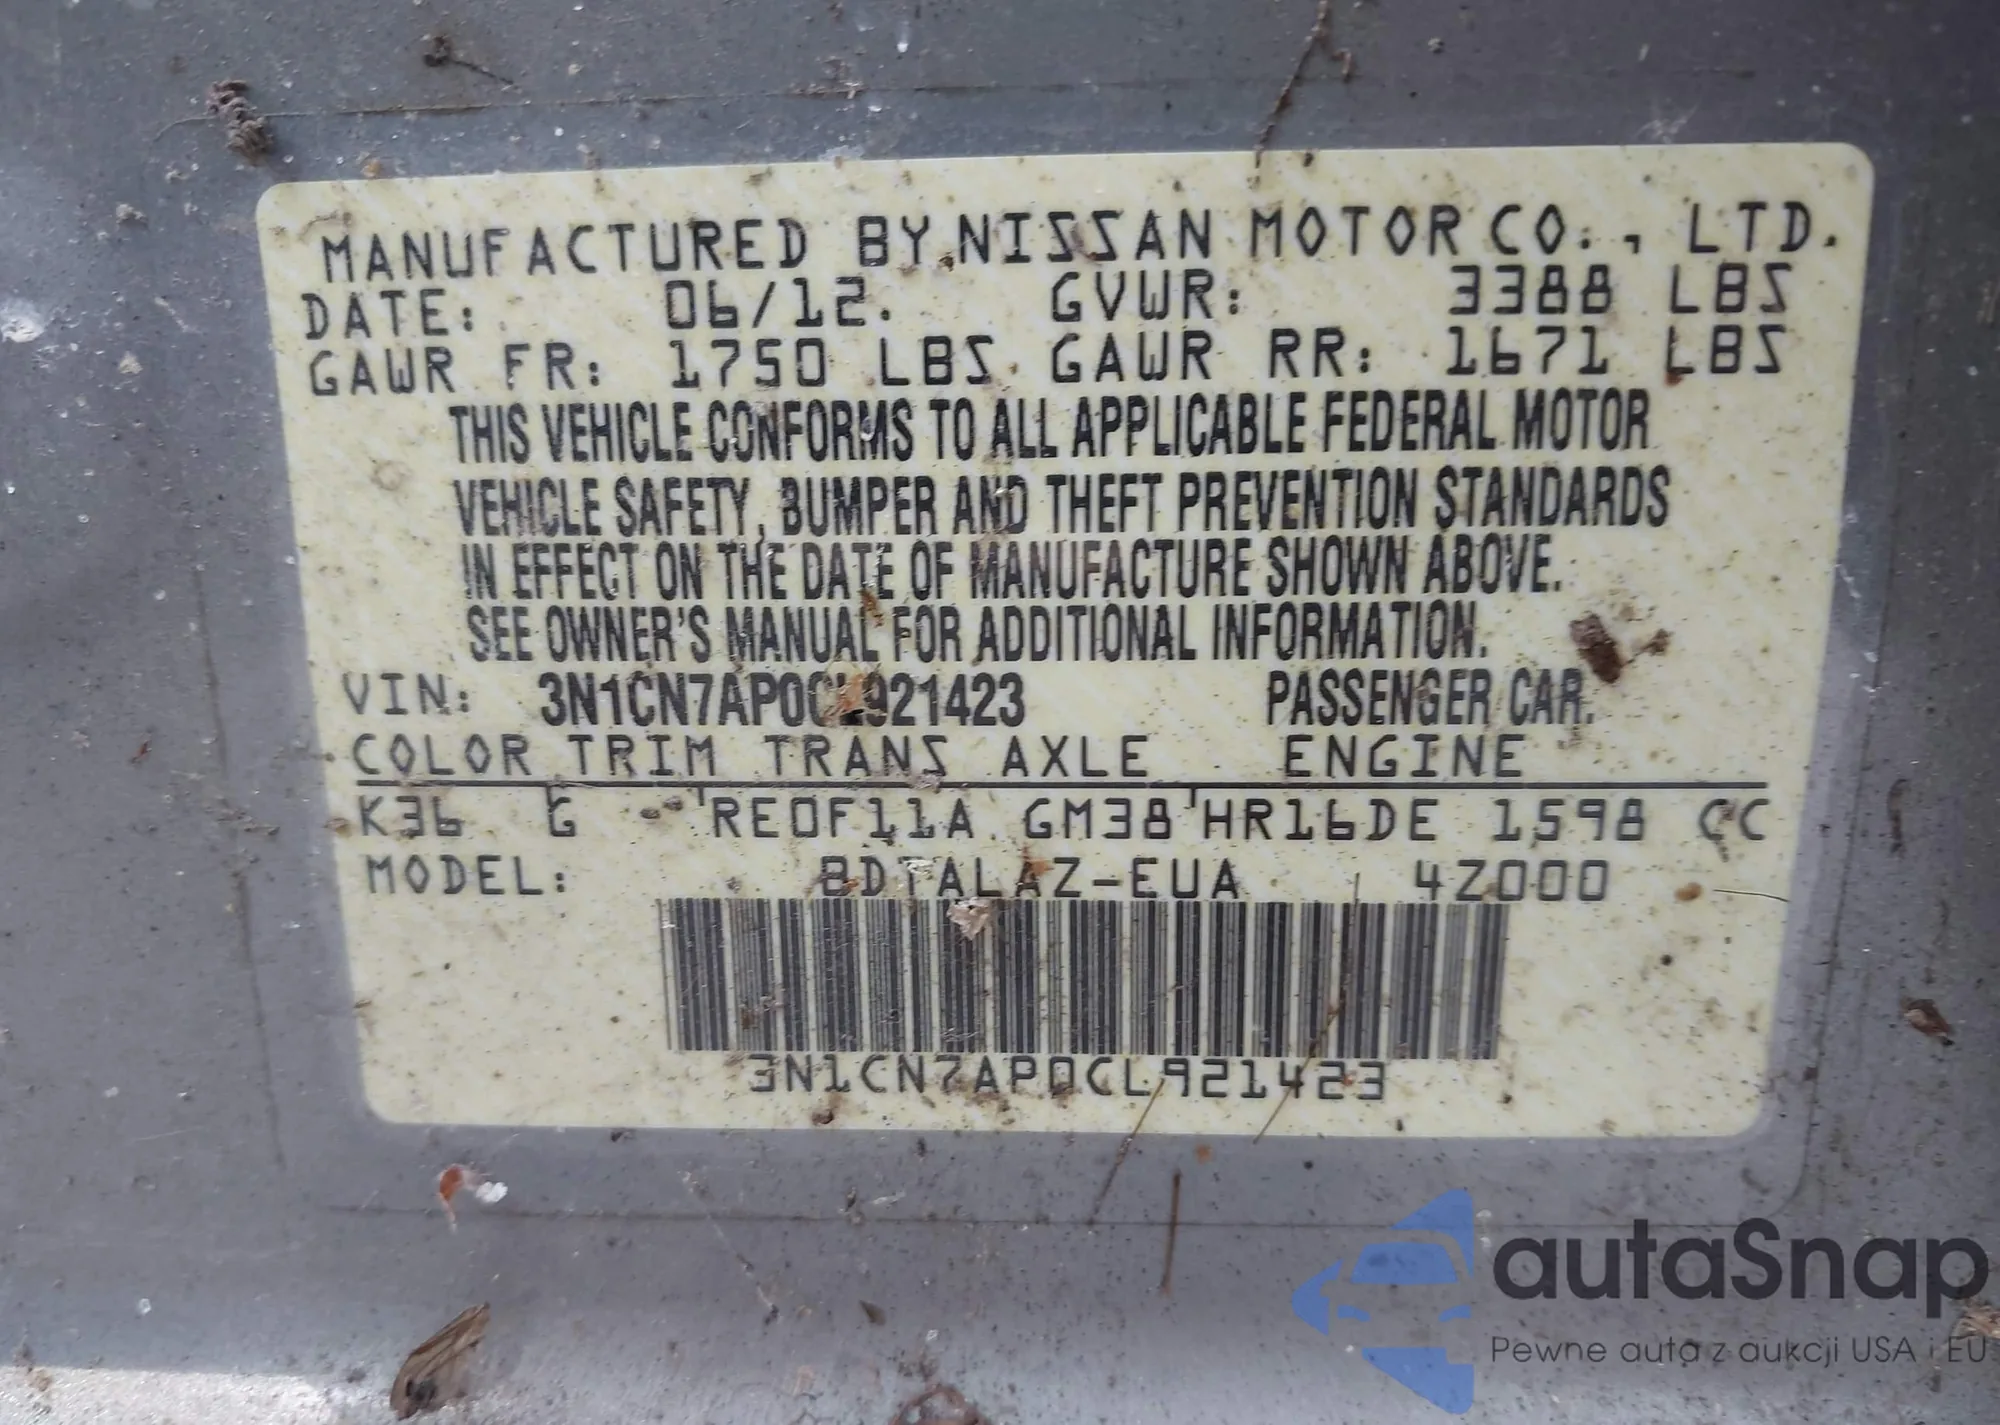 MANUFACTURED BY NISSAN MOTOR CO., LTD.
DATE: 06/12. GVWR: 3388 LBS
GAWR FR: 1750 LBS. GAWR RR: 1671 LBS
THIS VEHICLE CONFORMS TO ALL APPLICABLE FEDERAL MOTOR
VEHICLE SAFETY, BUMPER AND THEFT PREVENTION STANDARDS
IN EFFECT ON THE DATE OF MANUFACTURE SHOWN ABOVE.
SEE OWNER'S MANUAL FOR ADDITIONAL INFORMATION.
VIN: 3N1CN7AP0CL921423 PASSENGER CAR.
COLOR TRIM TRANS AXLE ENGINE
K36 G RE0F11A GM38 HR16DE 1598 CC
MODEL: BDTALAZ-EUA 4Z000
3N1CN7AP0CL921423
autaSnap
Pewne auta z aukcji USA i EU